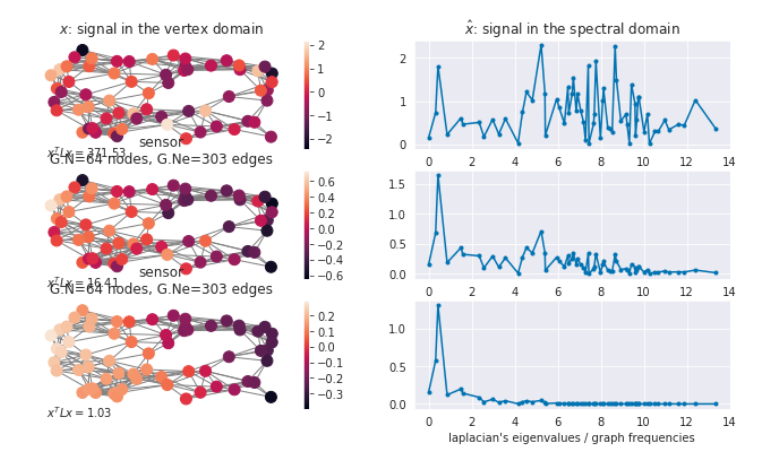 x: signal in the vertex domain
x̂: signal in the spectral domain
2
1
0
−1
−2
2
1
0
0 2 4 6 8 10 12 14
xᵀLx = 371.53
sensor
G.N=64 nodes, G.Ne=303 edges
0.6
0.4
0.2
0.0
−0.2
−0.4
−0.6
1.5
1.0
0.5
0.0
0 2 4 6 8 10 12 14
xᵀLx = 16.41
sensor
G.N=64 nodes, G.Ne=303 edges
0.2
0.1
0.0
−0.1
−0.2
−0.3
1.0
0.5
0.0
0 2 4 6 8 10 12 14
xᵀLx = 1.03
laplacian's eigenvalues / graph frequencies